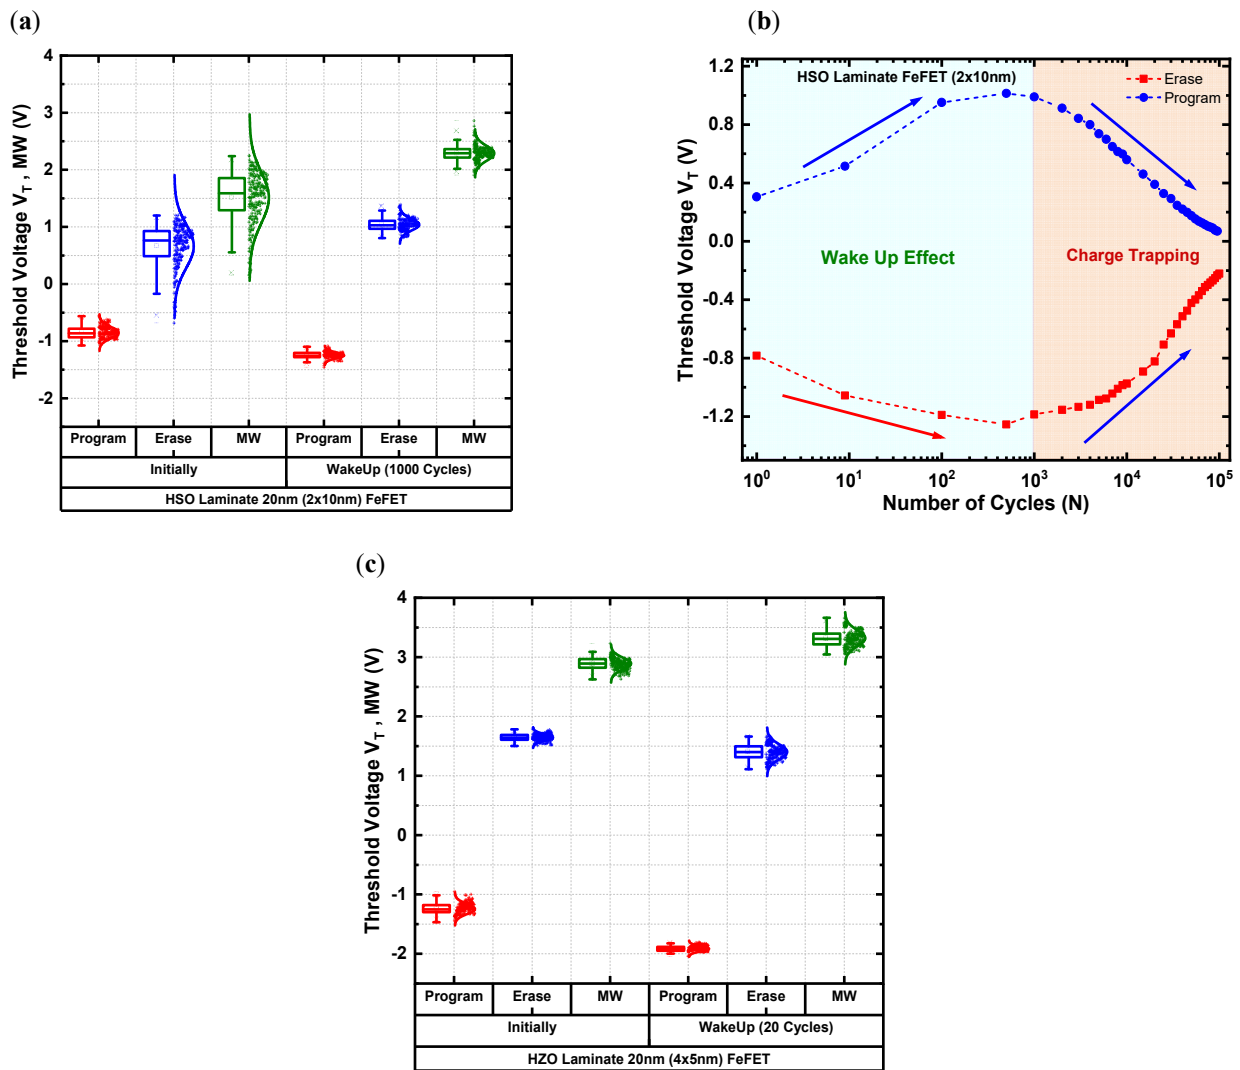 (a)
4
3
2
1
0
-1
-2
Threshold Voltage V_T , MW (V)
Program Erase MW Program Erase MW
Initially WakeUp (1000 Cycles)
HSO Laminate 20nm (2x10nm) FeFET
(b)
1.2
0.8
0.4
0.0
-0.4
-0.8
-1.2
Threshold Voltage V_T (V)
HSO Laminate FeFET (2x10nm)
Erase
Program
Wake Up Effect
Charge Trapping
10^0 10^1 10^2 10^3 10^4 10^5
Number of Cycles (N)
(c)
4
3
2
1
0
-1
-2
Threshold Voltage V_T , MW (V)
Program Erase MW Program Erase MW
Initially WakeUp (20 Cycles)
HZO Laminate 20nm (4x5nm) FeFET